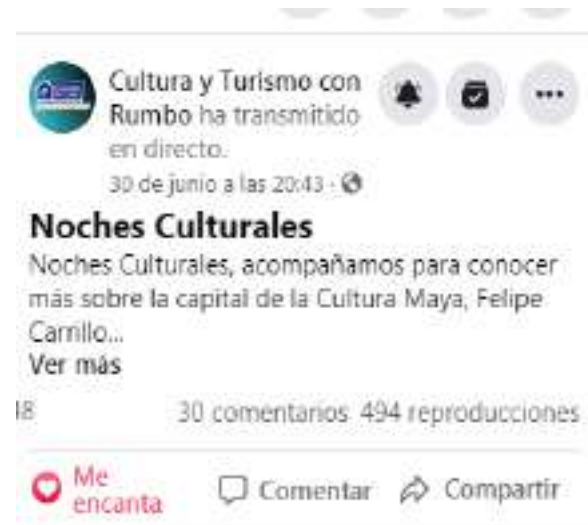 Cultura y Turismo con
Rumbo ha transmitido
en directo.
30 de junio a las 20:43 ·
Noches Culturales
Noches Culturales, acompañamos para conocer
más sobre la capital de la Cultura Maya, Felipe
Carrillo...
Ver más
30 comentarios 494 reproducciones
Me
encanta
Comentar
Compartir